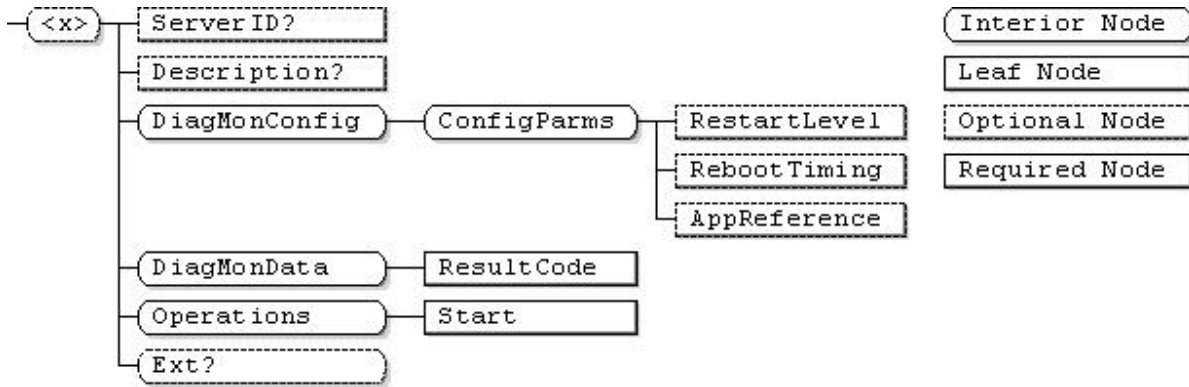 <x> ServerID? Interior Node
Description? Leaf Node
DiagMonConfig ConfigParms RestartLevel Optional Node
RebootTiming Required Node
AppReference
DiagMonData ResultCode
Operations Start
Ext?